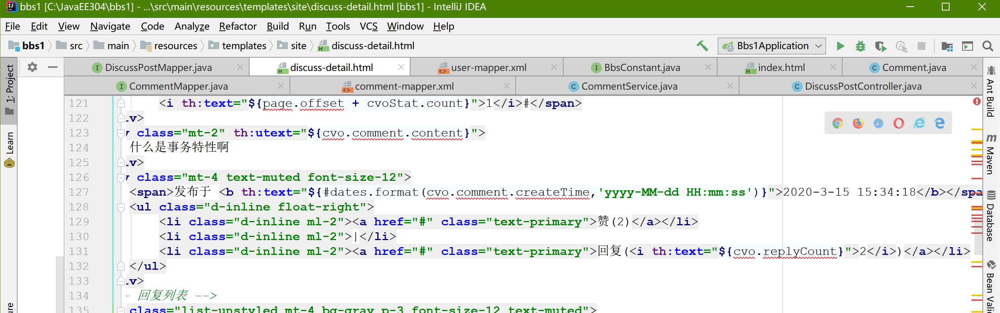 bbs1 [C:\JavaEE304\bbs1] - ...\src\main\resources\templates\site\discuss-detail.html [bbs1] - IntelliJ IDEA
File Edit View Navigate Code Analyze Refactor Build Run Tools VCS Window Help
bbs1 src main resources templates site discuss-detail.html Bbs1Application
DiscussPostMapper.java discuss-detail.html user-mapper.xml BbsConstant.java index.html Comment.java
CommentMapper.java comment-mapper.xml CommentService.java DiscussPostController.java
1: Project
Learn
121 <i th:text="${page.offset + cvoStat.count}">1</i>#</span>
122 .v>
123 class="mt-2" th:utext="${cvo.comment.content}">
124 什么是事务特性啊
125 .v>
126 class="mt-4 text-muted font-size-12">
127 <span>发布于 <b th:text="${#dates.format(cvo.comment.createTime,'yyyy-MM-dd HH:mm:ss')}">2020-3-15 15:34:18</b></spa
128 <ul class="d-inline float-right">
129 <li class="d-inline ml-2"><a href="#" class="text-primary">赞(2)</a></li>
130 <li class="d-inline ml-2">|</li>
131 <li class="d-inline ml-2"><a href="#" class="text-primary">回复(<i th:text="${cvo.replyCount}">2</i>)</a></li>
132 </ul>
133 .v>
134 - 回复列表 -->
135 class="list-unstyled mt-4 bg-gray p-3 font-size-12 text-muted">
Ant Build
Maven
Database
Bean Vali